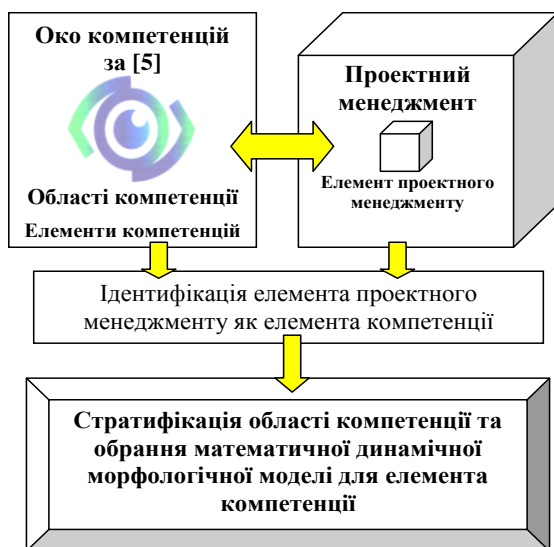 Око компетенцій
за [5]
Області компетенції
Елементи компетенцій
Проектний
менеджмент
Елемент проектного
менеджменту
Ідентифікація елемента проектного
менеджменту як елемента компетенції
Стратифікація області компетенції та
обрання математичної динамічної
морфологічної моделі для елемента
компетенції